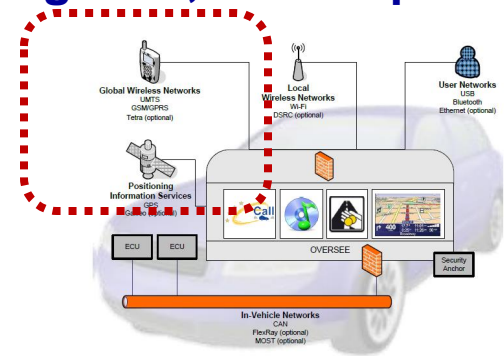 Global Wireless Networks
UMTS
GSM/GPRS
Tetra (optional)
Local
Wireless Networks
Wi-Fi
DSRC (optional)
User Networks
USB
Bluetooth
Ethernet (optional)
Positioning
Information Services
GPS
(optional)
Call
400
ECU
ECU
OVERSEE
Security
Anchor
In-Vehicle Networks
CAN
FlexRay (optional)
MOST (optional)